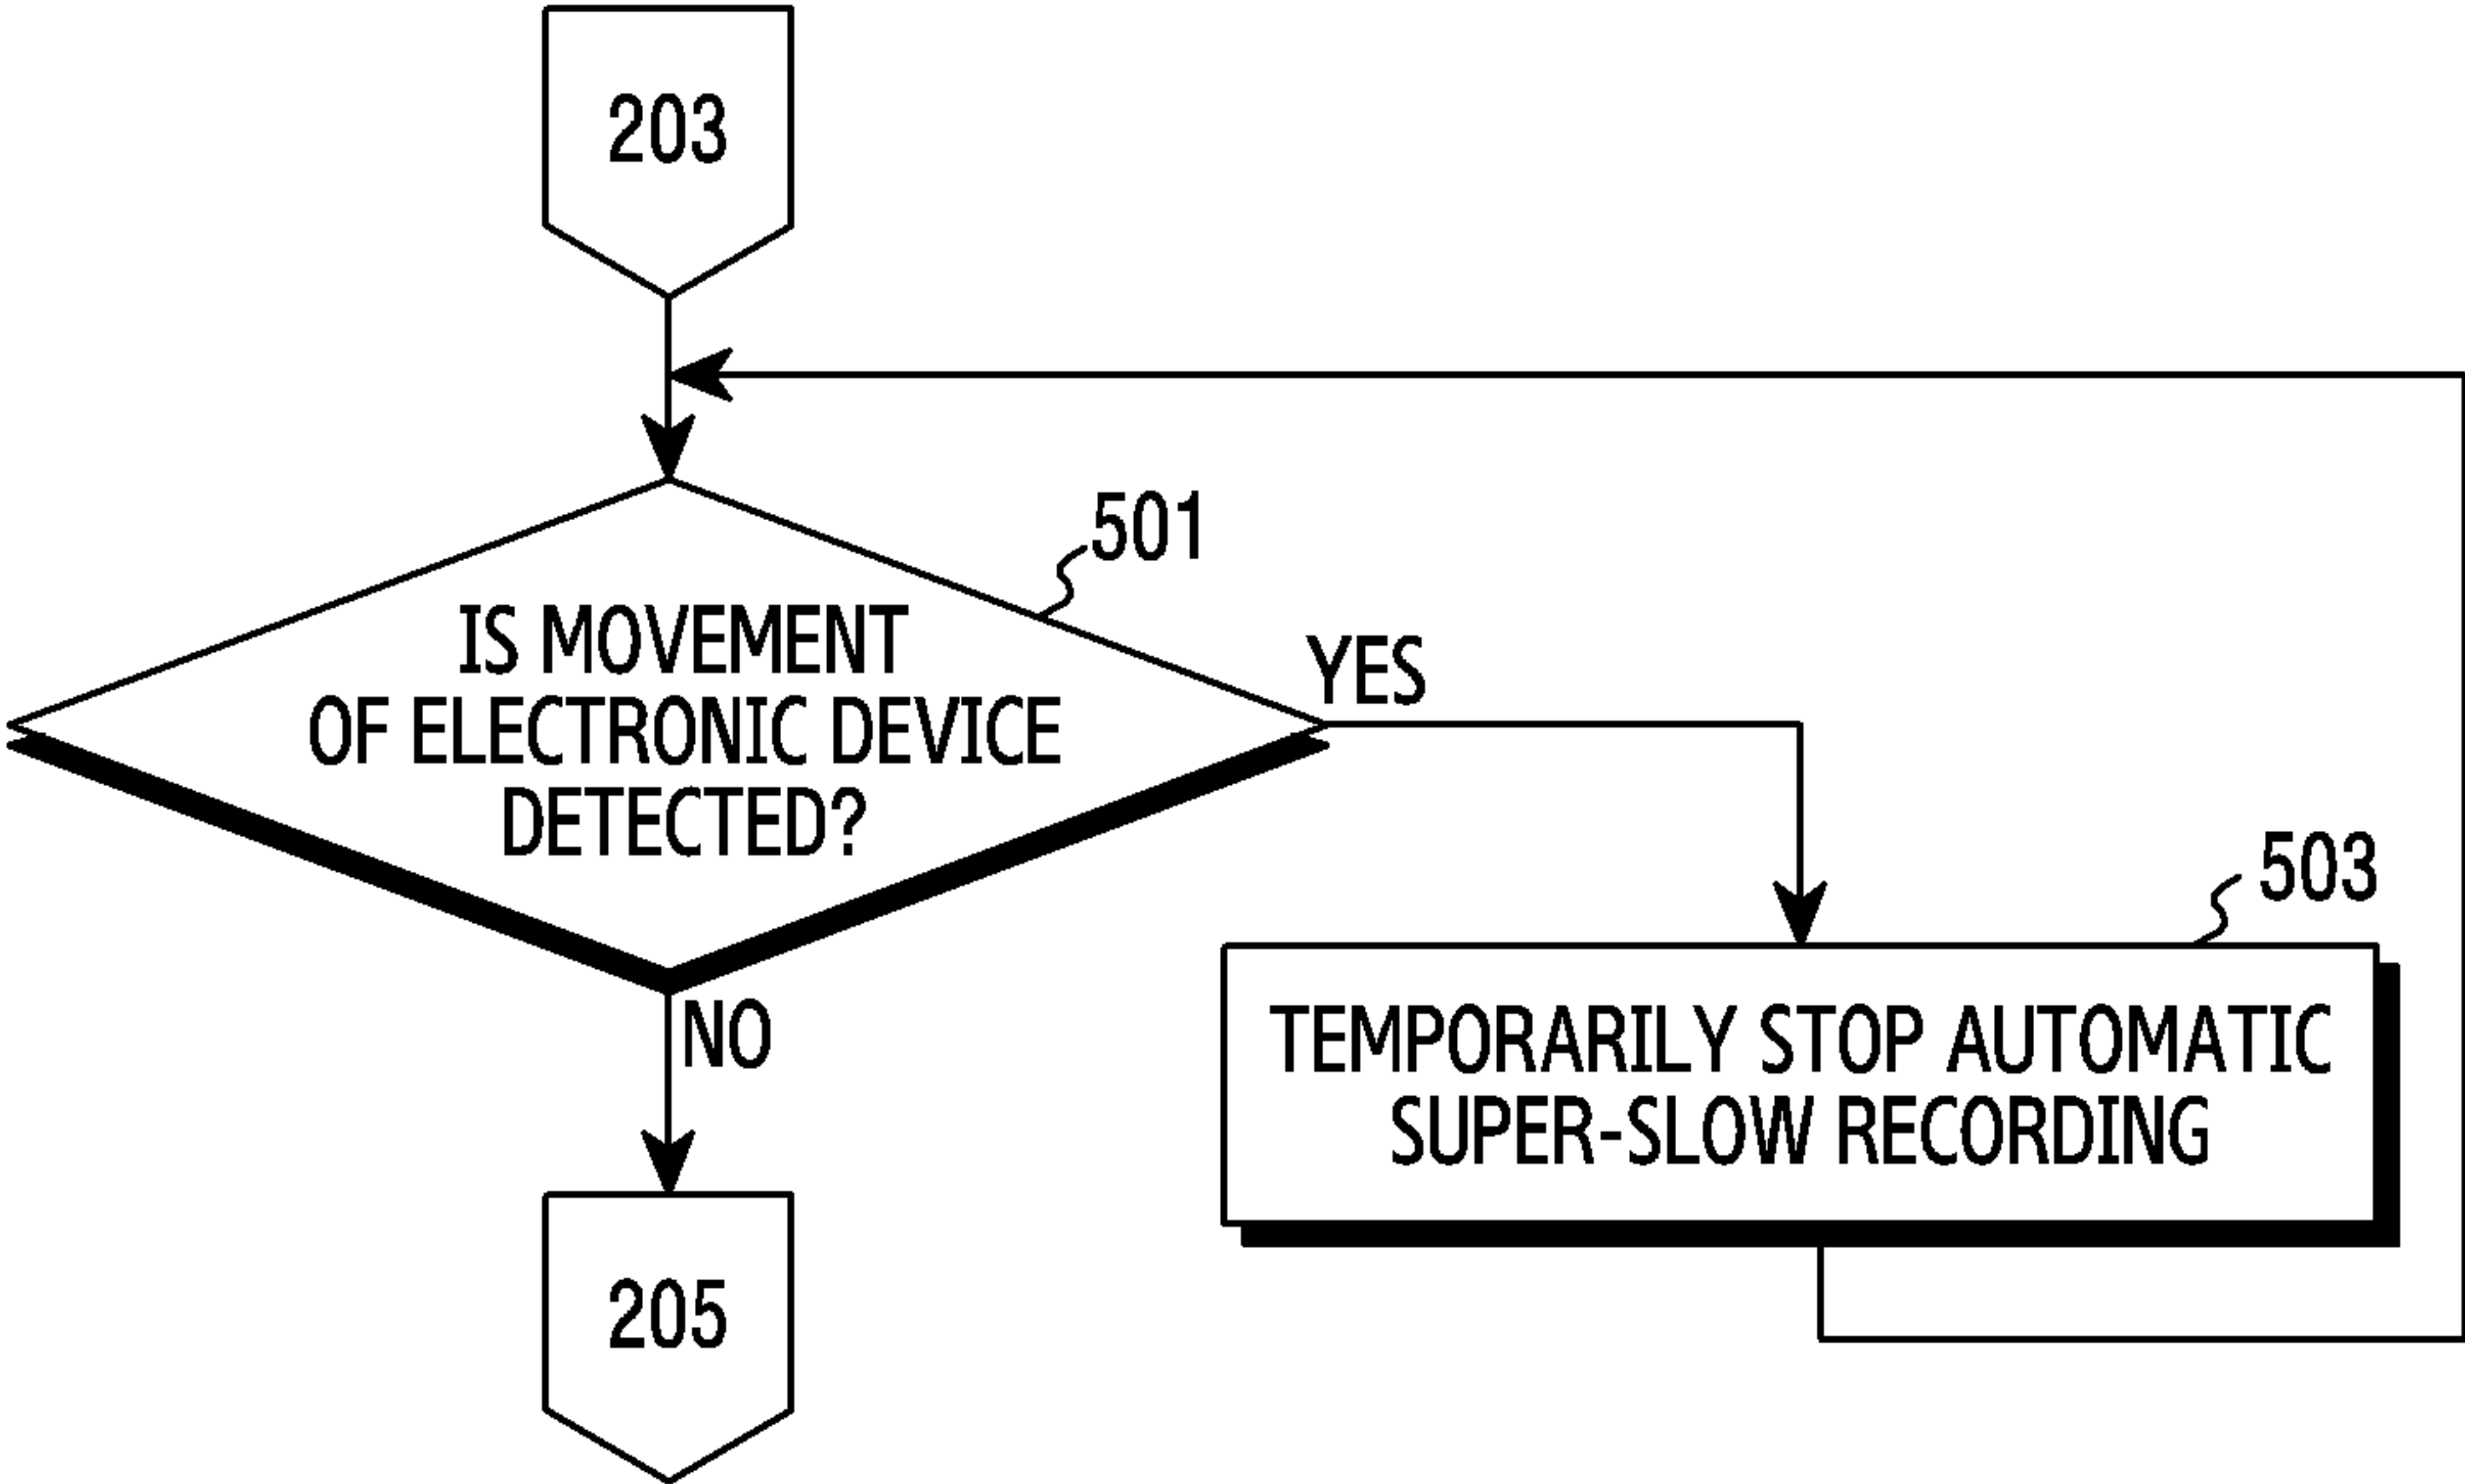 203
501
IS MOVEMENT
OF ELECTRONIC DEVICE
DETECTED?
YES
NO
503
TEMPORARILY STOP AUTOMATIC
SUPER-SLOW RECORDING
205